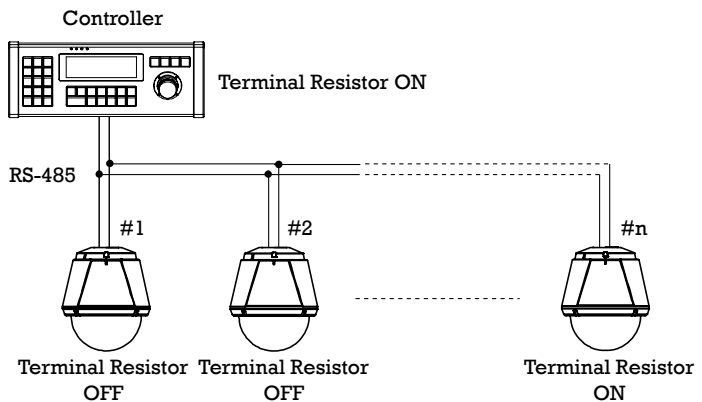 Controller
Terminal Resistor ON
RS-485
#1
#2
#n
Terminal Resistor
OFF
Terminal Resistor
OFF
Terminal Resistor
ON